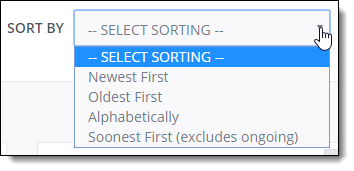 SORT BY -- SELECT SORTING --
-- SELECT SORTING --
Newest First
Oldest First
Alphabetically
Soonest First (excludes ongoing)